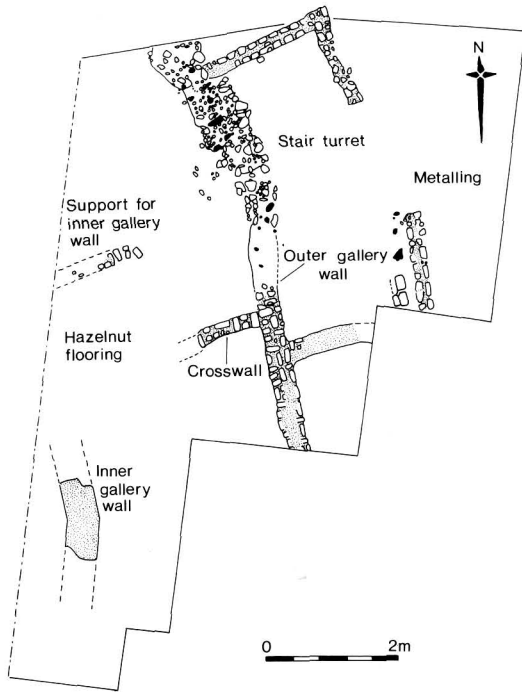 N
Stair turret
Metalling
Support for
inner gallery
wall
Outer gallery
wall
Hazelnut
flooring
Crosswall
Inner
gallery
wall
0 2m